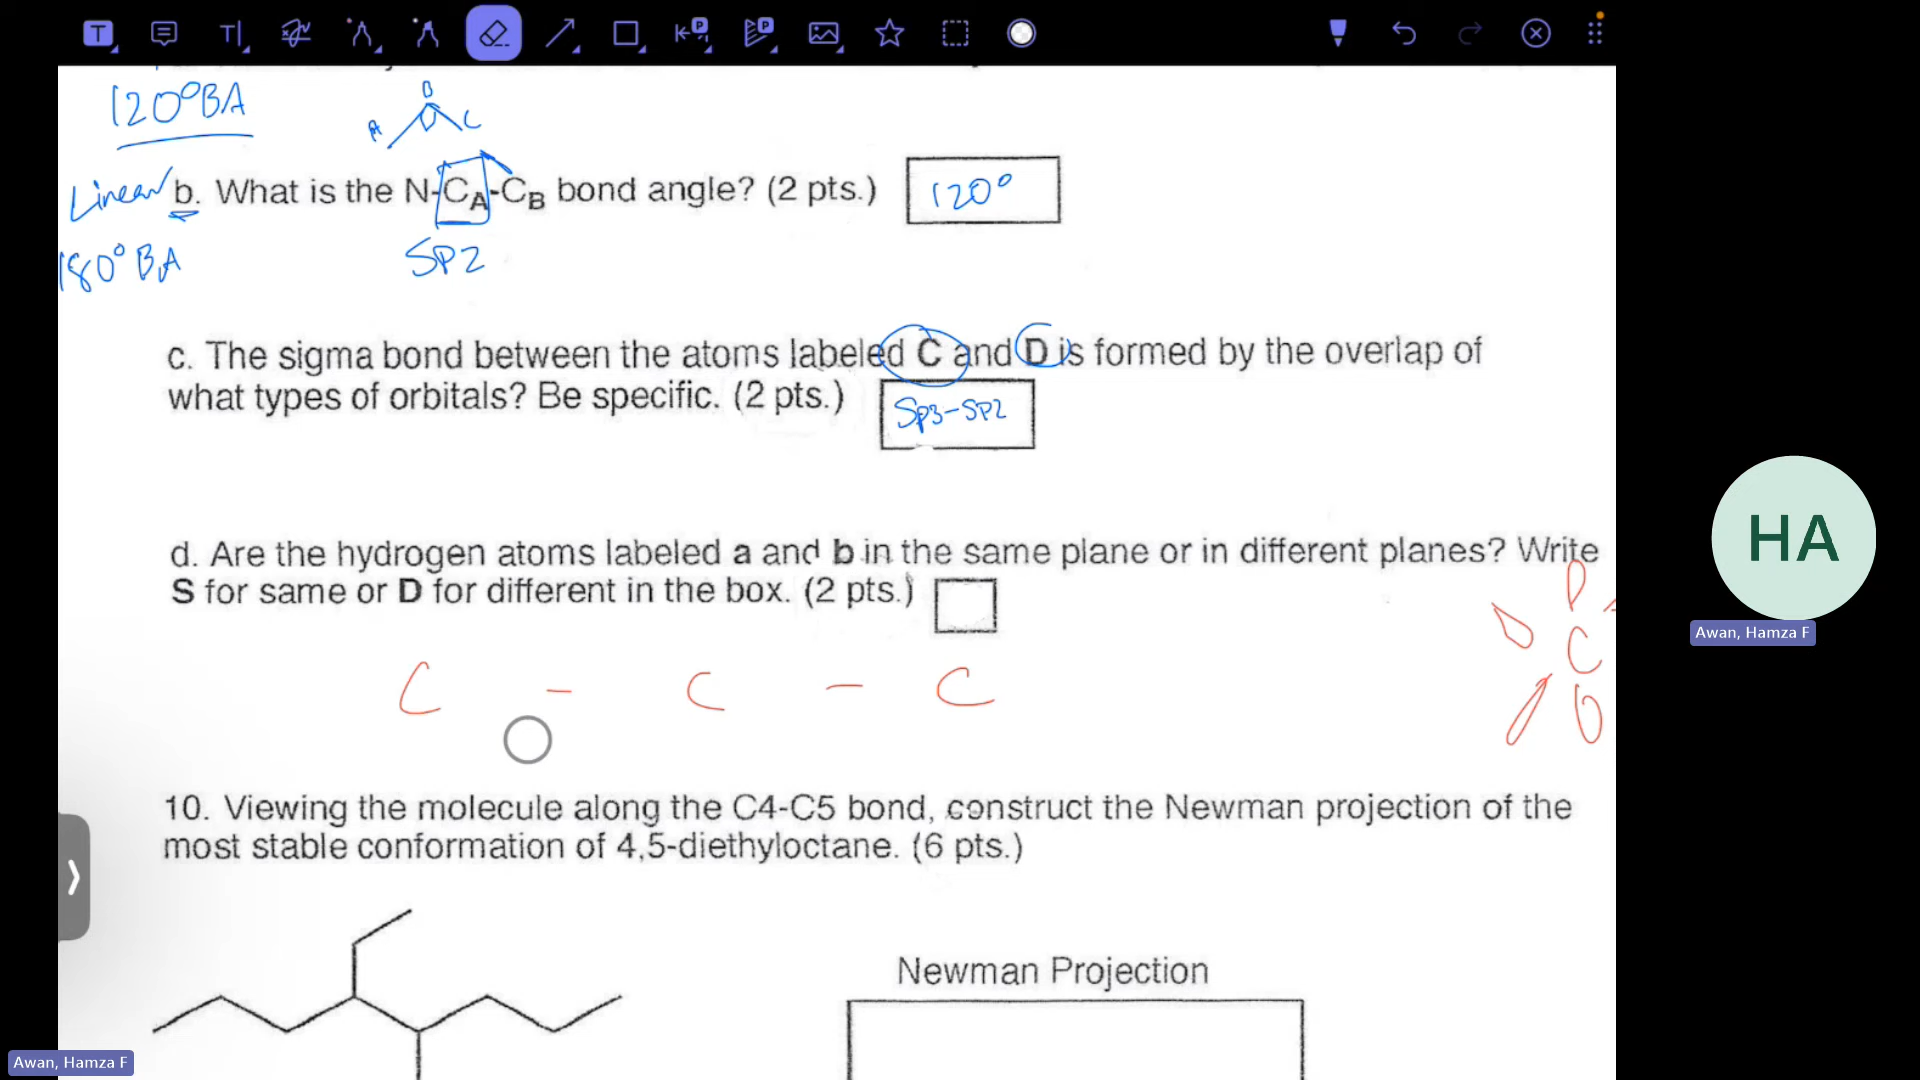 120°BA
B
A C
Linear b. What is the N-CA-CB bond angle? (2 pts.) 120°
180° BA SP2
c. The sigma bond between the atoms labeled C and D is formed by the overlap of
what types of orbitals? Be specific. (2 pts.) SP3-SP2
d. Are the hydrogen atoms labeled a and b in the same plane or in different planes? Write
S for same or D for different in the box. (2 pts.)
C - C - C
C
HA
Awan, Hamza F
10. Viewing the molecule along the C4-C5 bond, construct the Newman projection of the
most stable conformation of 4,5-diethyloctane. (6 pts.)
Newman Projection
Awan, Hamza F